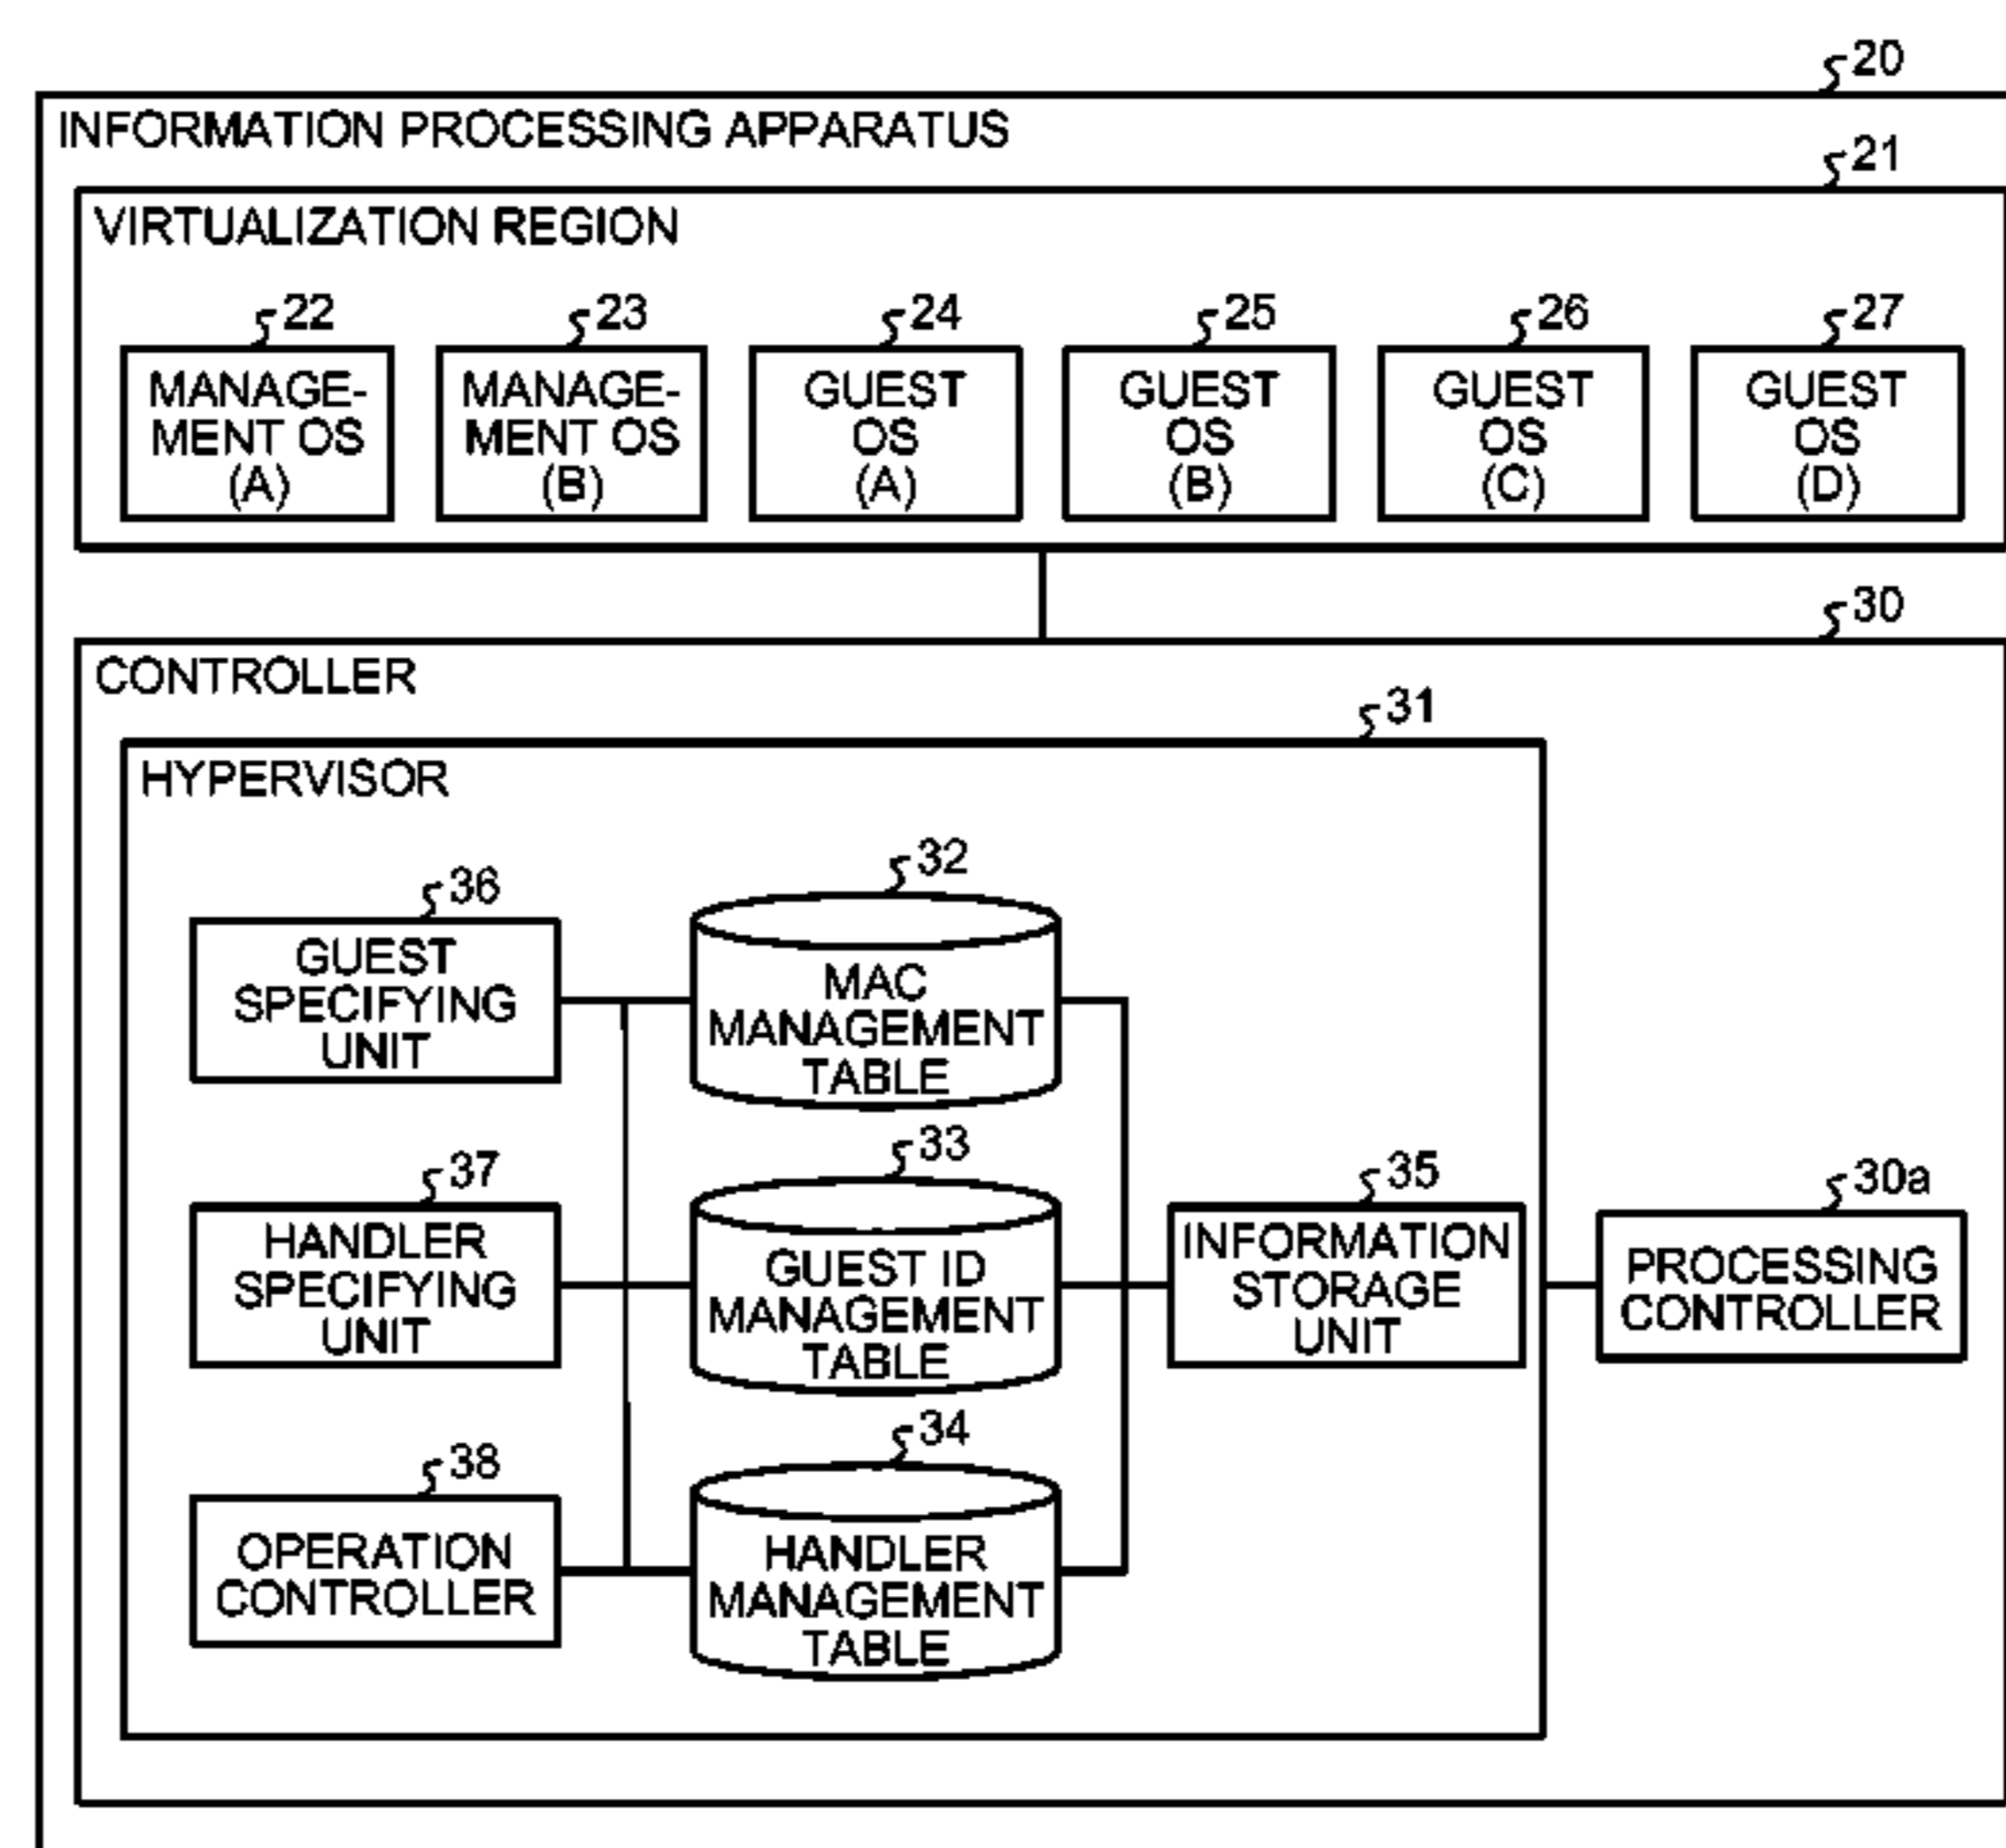 20
INFORMATION PROCESSING APPARATUS
21
VIRTUALIZATION REGION
22
MANAGE-
MENT OS
(A)
23
MANAGE-
MENT OS
(B)
24
GUEST
OS
(A)
25
GUEST
OS
(B)
26
GUEST
OS
(C)
27
GUEST
OS
(D)
30
CONTROLLER
31
HYPERVISOR
36
GUEST
SPECIFYING
UNIT
32
MAC
MANAGEMENT
TABLE
37
HANDLER
SPECIFYING
UNIT
33
GUEST ID
MANAGEMENT
TABLE
35
INFORMATION
STORAGE
UNIT
30a
PROCESSING
CONTROLLER
38
OPERATION
CONTROLLER
34
HANDLER
MANAGEMENT
TABLE